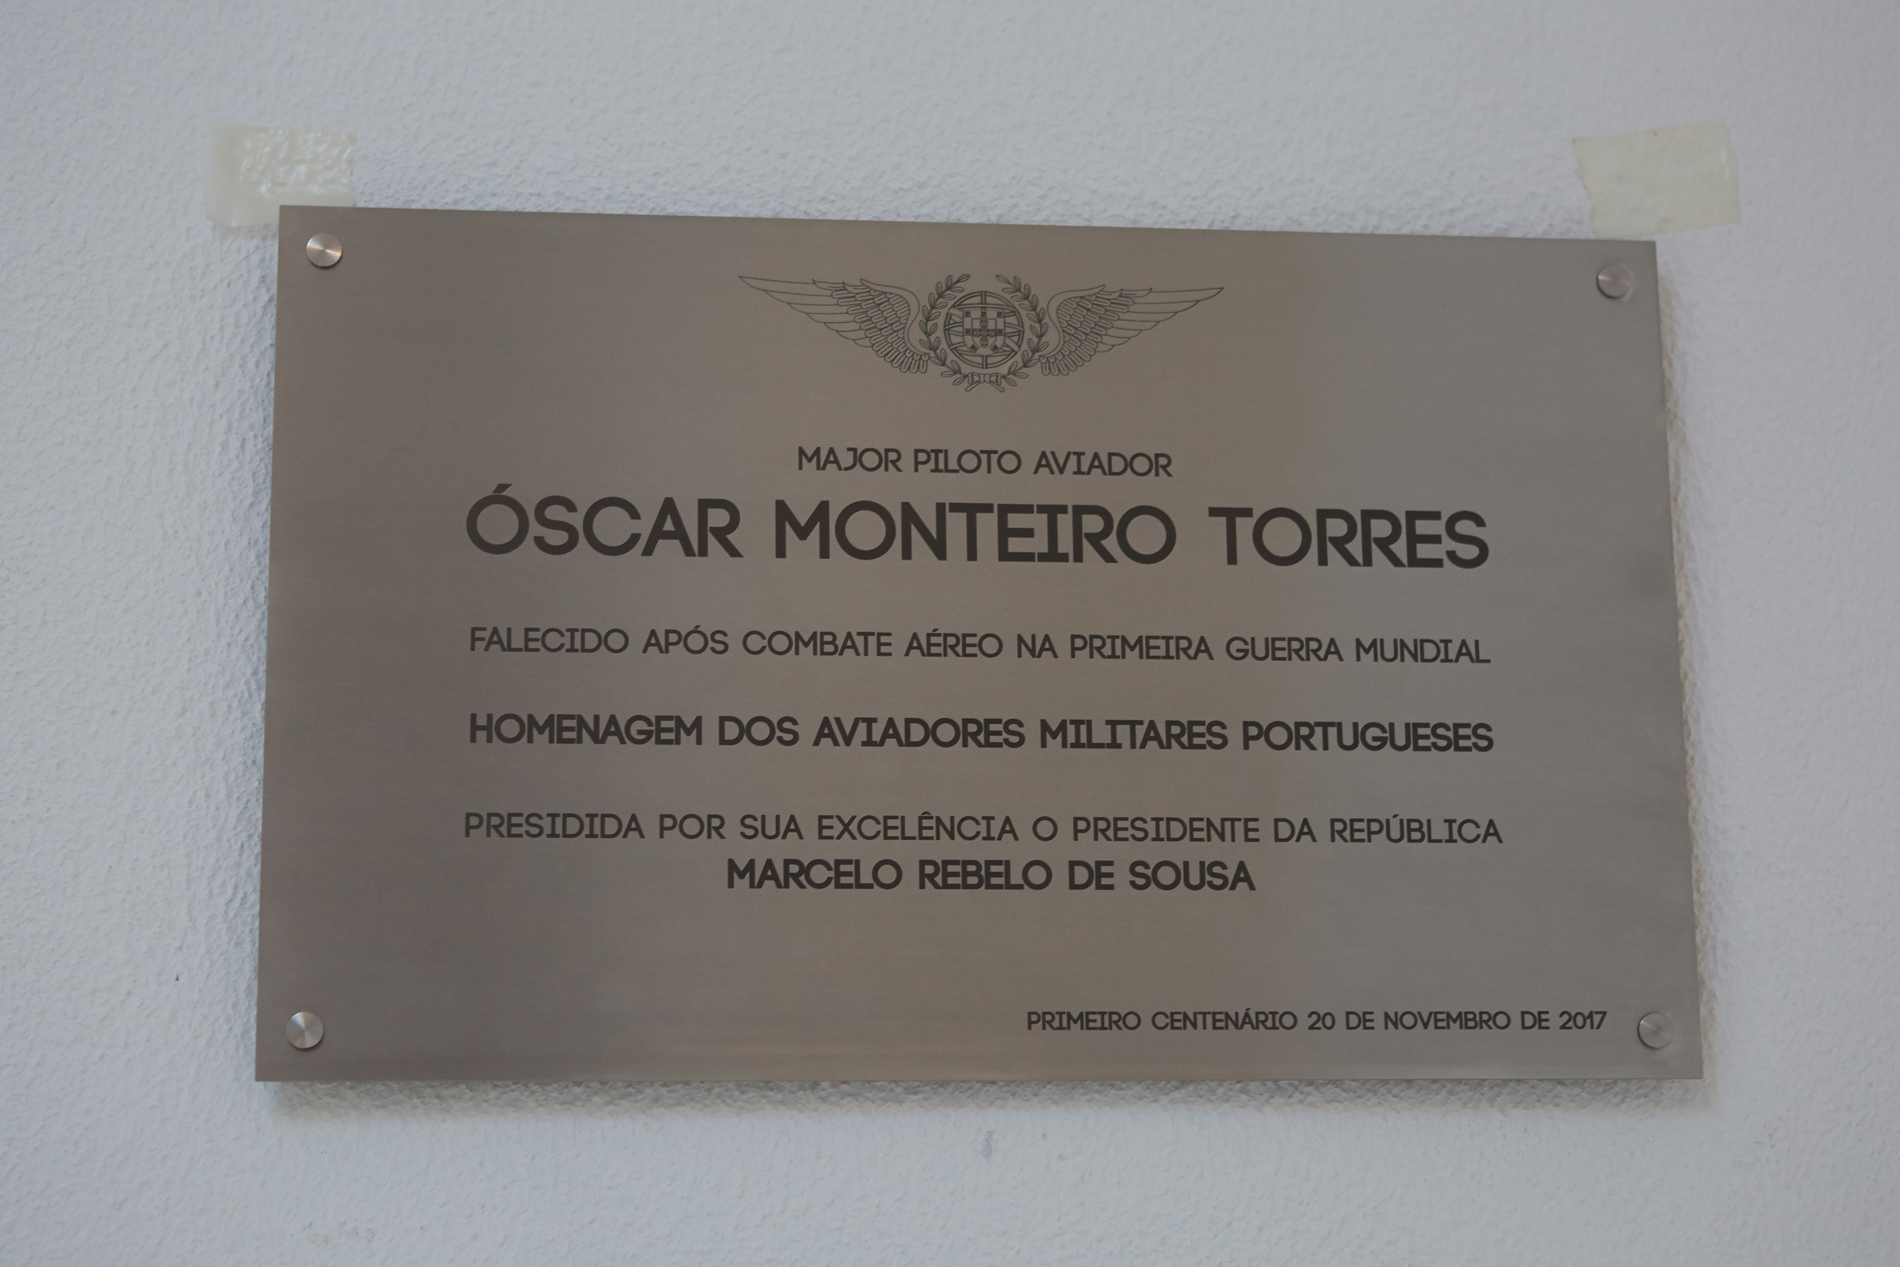 MAJOR PILOTO AVIADOR
ÓSCAR MONTEIRO TORRES
FALECIDO APÓS COMBATE AÉREO NA PRIMEIRA GUERRA MUNDIAL
HOMENAGEM DOS AVIADORES MILITARES PORTUGUESES
PRESIDIDA POR SUA EXCELÊNCIA O PRESIDENTE DA REPÚBLICA
MARCELO REBELO DE SOUSA
PRIMEIRO CENTENÁRIO 20 DE NOVEMBRO DE 2017